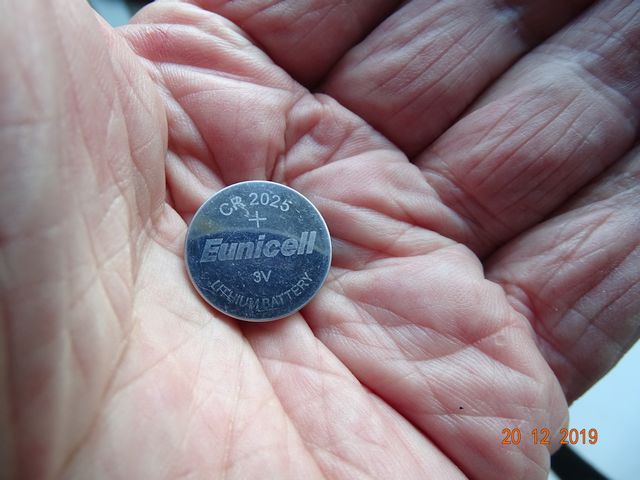 CR 2025
+
Eunicell
3V
LITHIUM BATTERY
20 12 2019